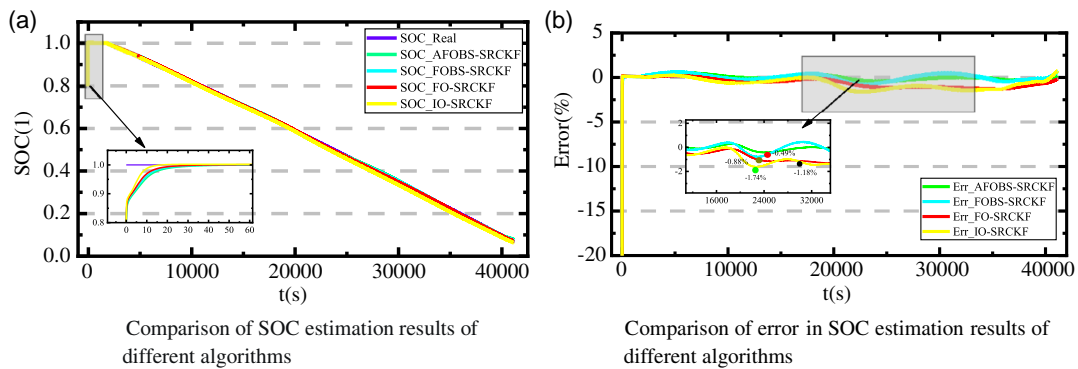 (a)
SOC(1)
1.0
0.8
0.6
0.4
0.2
0.0
SOC_Real
SOC_AFOBS-SRCKF
SOC_FOBS-SRCKF
SOC_FO-SRCKF
SOC_IO-SRCKF
1.0
0.9
0.8
0 10 20 30 40 50 60
0 10000 20000 30000 40000
t(s)
Comparison of SOC estimation results of
different algorithms
(b)
Error(%)
5
0
-5
-10
-15
-20
2
0
-2
-0.49%
-0.88%
-1.74%
-1.18%
16000 24000 32000
Err_AFOBS-SRCKF
Err_FOBS-SRCKF
Err_FO-SRCKF
Err_IO-SRCKF
0 10000 20000 30000 40000
t(s)
Comparison of error in SOC estimation results of
different algorithms